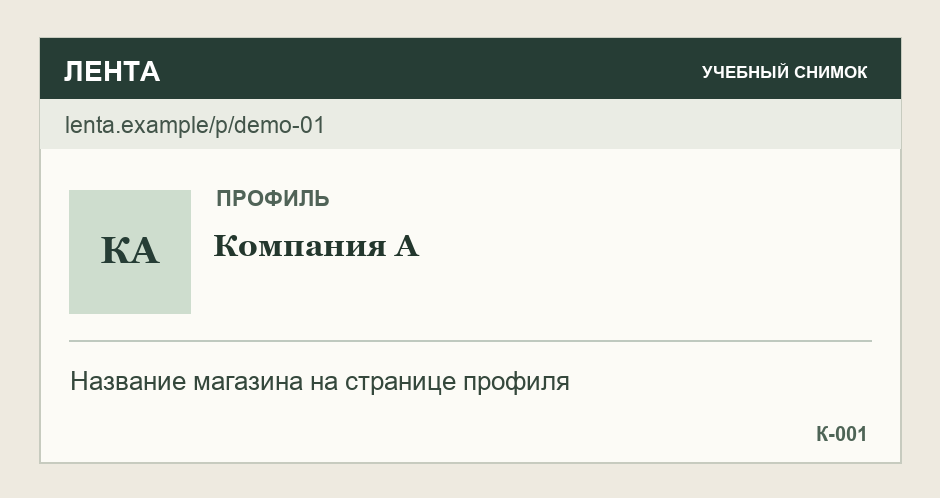 ЛЕНТА
УЧЕБНЫЙ СНИМОК
lenta.example/p/demo-01
КА
ПРОФИЛЬ
Компания А
Название магазина на странице профиля
К-001